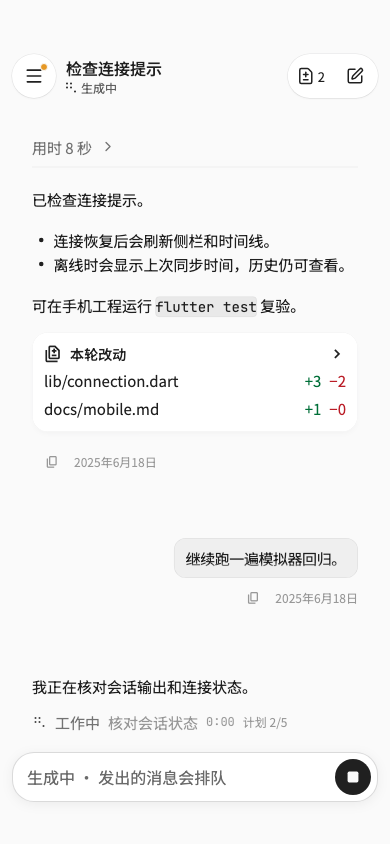 检查连接提示
生成中
2
用时 8 秒
已检查连接提示。
• 连接恢复后会刷新侧栏和时间线。
• 离线时会显示上次同步时间，历史仍可查看。
可在手机工程运行 flutter test 复验。
本轮改动
lib/connection.dart +3 −2
docs/mobile.md +1 −0
2025年6月18日
继续跑一遍模拟器回归。
2025年6月18日
我正在核对会话输出和连接状态。
工作中 核对会话状态 0:00 计划 2/5
生成中 · 发出的消息会排队